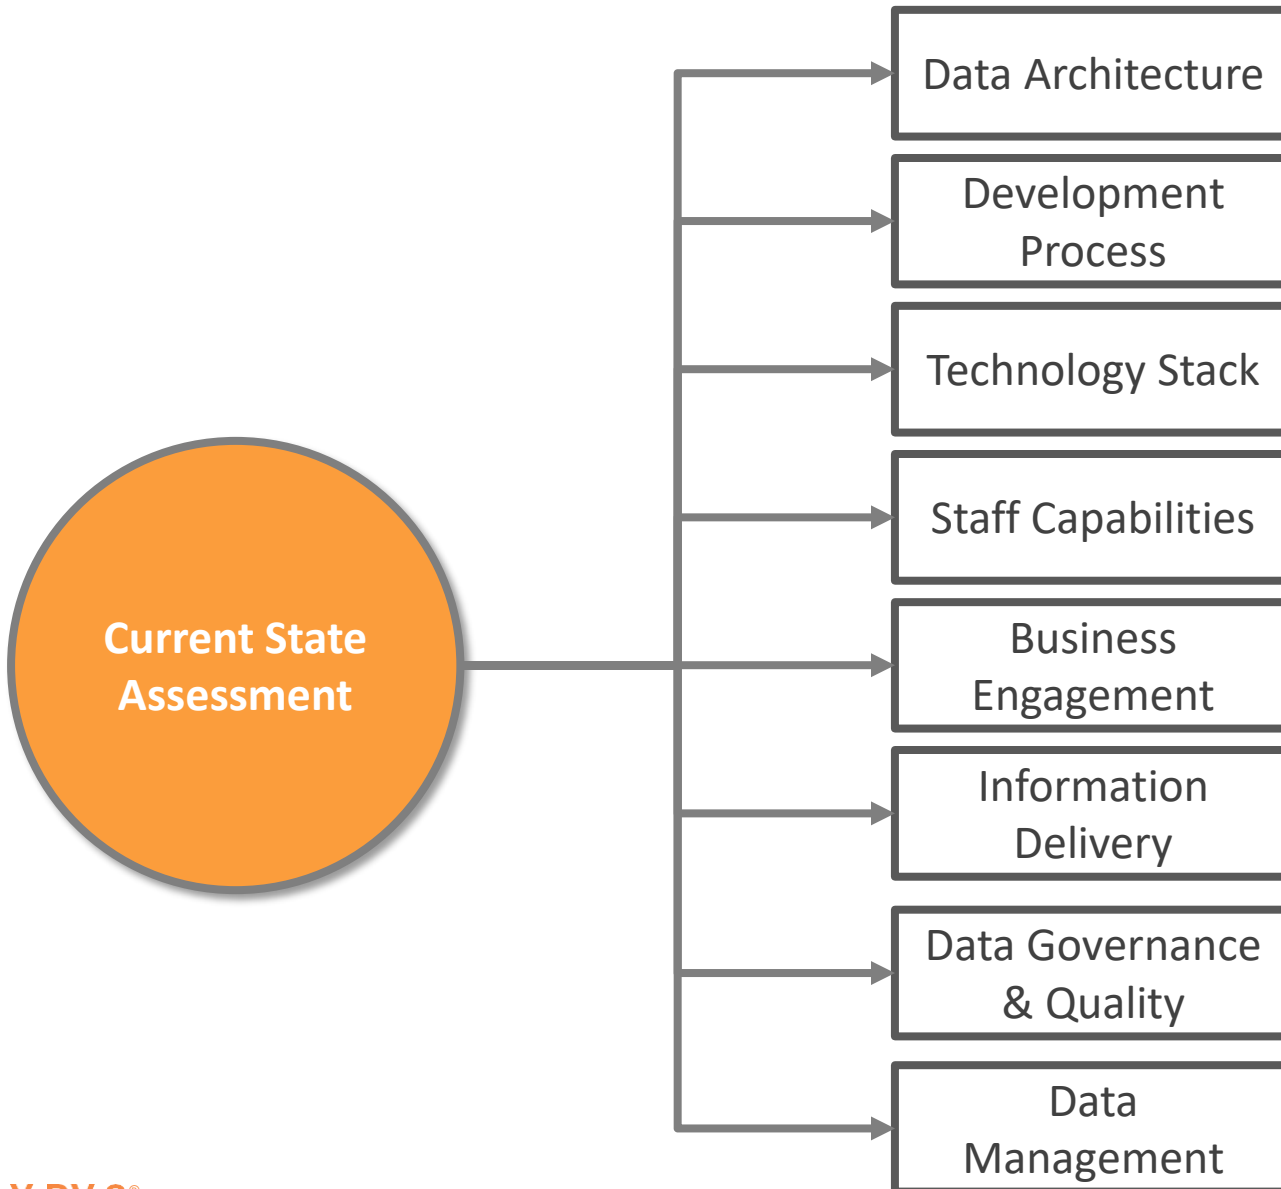 Data Architecture
Development
Process
Technology Stack
Staff Capabilities
Current State
Assessment
Business
Engagement
Information
Delivery
Data Governance
& Quality
Data
Management